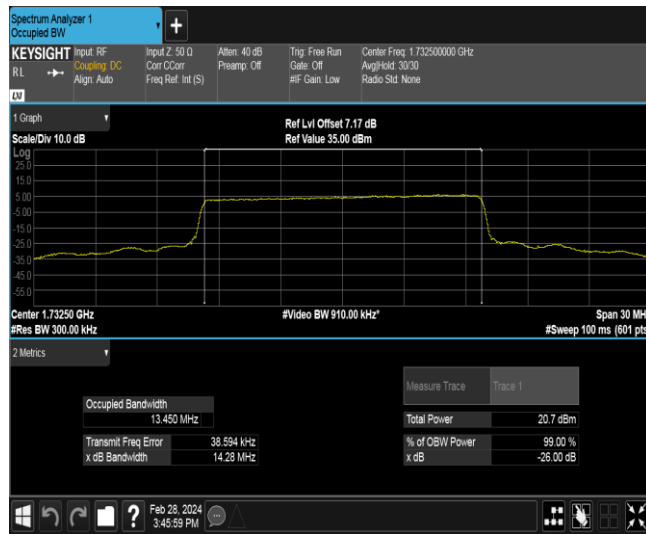 Spectrum Analyzer 1
Occupied BW
KEYSIGHT
RL
LXI
Input: RF
Coupling: DC
Align: Auto
Input Z: 50 Ω
Corr CCorr
Freq Ref: Int (S)
Atten: 40 dB
Preamp: Off
Trig: Free Run
Gate: Off
#IF Gain: Low
Center Freq: 1.732500000 GHz
Avg|Hold: 30/30
Radio Std: None
1 Graph
Scale/Div 10.0 dB
Ref Lvl Offset 7.17 dB
Ref Value 35.00 dBm
Log
25.0
15.0
5.00
-5.00
-15.0
-25.0
-35.0
-45.0
-55.0
Center 1.73250 GHz
#Video BW 910.00 kHz*
Span 30 MH
#Res BW 300.00 kHz
#Sweep 100 ms (601 pts
2 Metrics
Measure Trace Trace 1
Occupied Bandwidth
13.450 MHz
Total Power 20.7 dBm
Transmit Freq Error 38.594 kHz
% of OBW Power 99.00 %
x dB Bandwidth 14.28 MHz
x dB -26.00 dB
?
Feb 28, 2024
3:45:59 PM